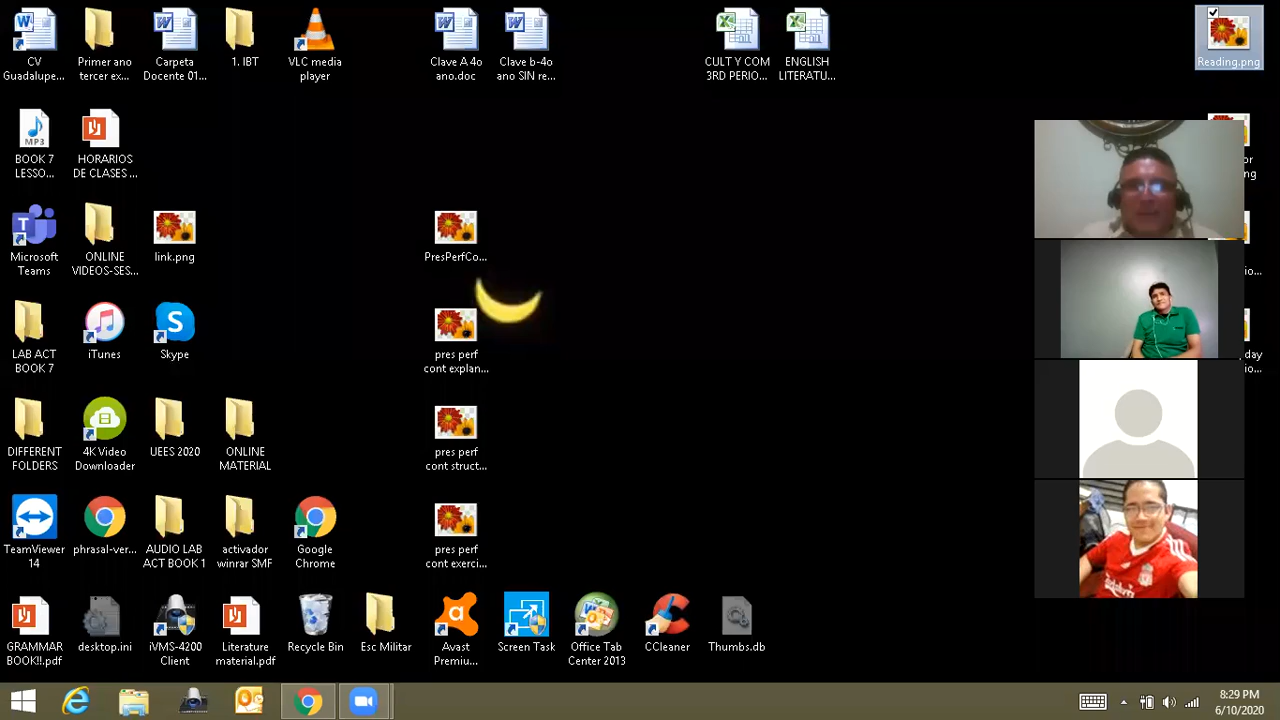 CV
Guadalupe...
Primer ano
tercer ex...
Carpeta
Docente 01...
1. IBT
VLC media
player
Clave A 4o
ano.doc
Clave b-4o
ano SIN re...
CULT Y COM
3RD PERIO...
ENGLISH
LITERATU...
Reading.png
MP3
BOOK 7
LESSO...
HORARIOS
DE CLASES ...
Microsoft
Teams
ONLINE
VIDEOS-SES...
link.png
PresPerfCo...
LAB ACT
BOOK 7
iTunes
Skype
pres perf
cont explan...
DIFFERENT
FOLDERS
4K Video
Downloader
UEES 2020
ONLINE
MATERIAL
pres perf
cont struct...
TeamViewer
14
phrasal-ver...
AUDIO LAB
ACT BOOK 1
activador
winrar SMF
Google
Chrome
pres perf
cont exerci...
GRAMMAR
BOOK!!.pdf
desktop.ini
iVMS-4200
Client
Literature
material.pdf
Recycle Bin
Esc Militar
Avast
Premiu...
Screen Task
Office Tab
Center 2013
CCleaner
Thumbs.db
8:29 PM
6/10/2020